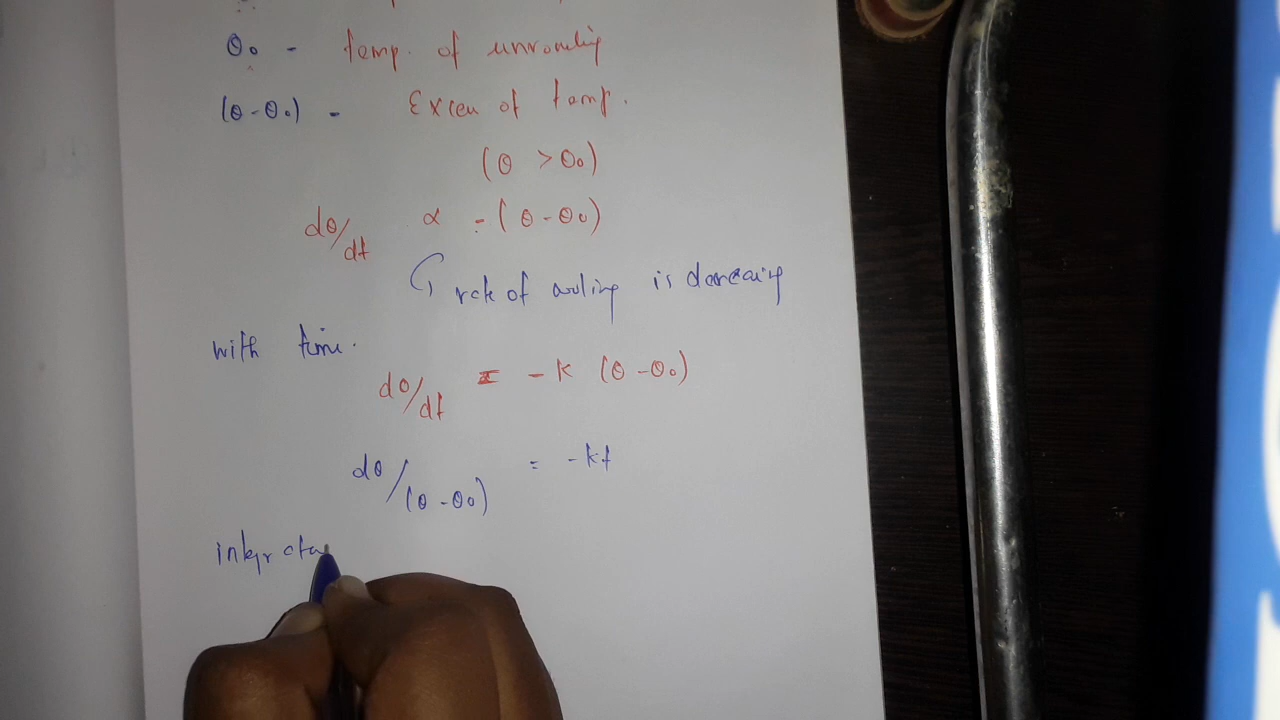 θ₀ - temp. of surrounding
(θ-θ₀) - Excess of temp.
(θ > θ₀)
dθ/dt α -(θ-θ₀)
rate of cooling is decreasing
with time.
dθ/dt = -k (θ-θ₀)
dθ/(θ-θ₀) = -kt